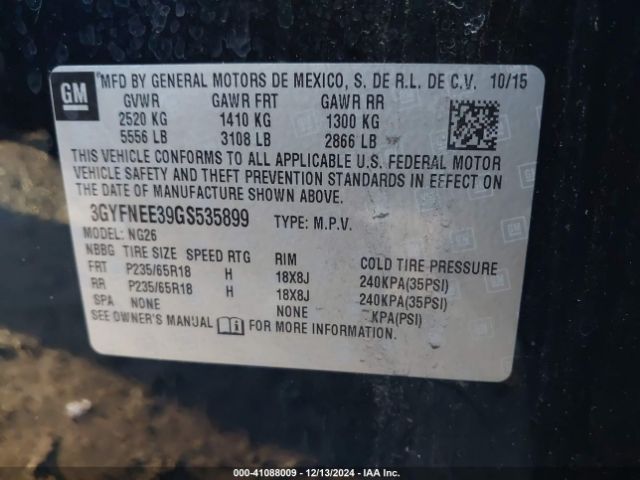 GM MFD BY GENERAL MOTORS DE MEXICO, S. DE R.L. DE C.V. 10/15
GVWR GAWR FRT GAWR RR
2520 KG 1410 KG 1300 KG
5556 LB 3108 LB 2866 LB
THIS VEHICLE CONFORMS TO ALL APPLICABLE U.S. FEDERAL MOTOR
VEHICLE SAFETY AND THEFT PREVENTION STANDARDS IN EFFECT ON
THE DATE OF MANUFACTURE SHOWN ABOVE.
3GYFNEE39GS535899 TYPE: M.P.V.
MODEL: NG26
NBBG TIRE SIZE SPEED RTG RIM COLD TIRE PRESSURE
FRT P235/65R18 H 18X8J 240KPA(35PSI)
RR P235/65R18 H 18X8J 240KPA(35PSI)
SPA NONE NONE KPA(PSI)
SEE OWNER'S MANUAL FOR MORE INFORMATION.
000-41088009 - 12/13/2024 - IAA Inc.